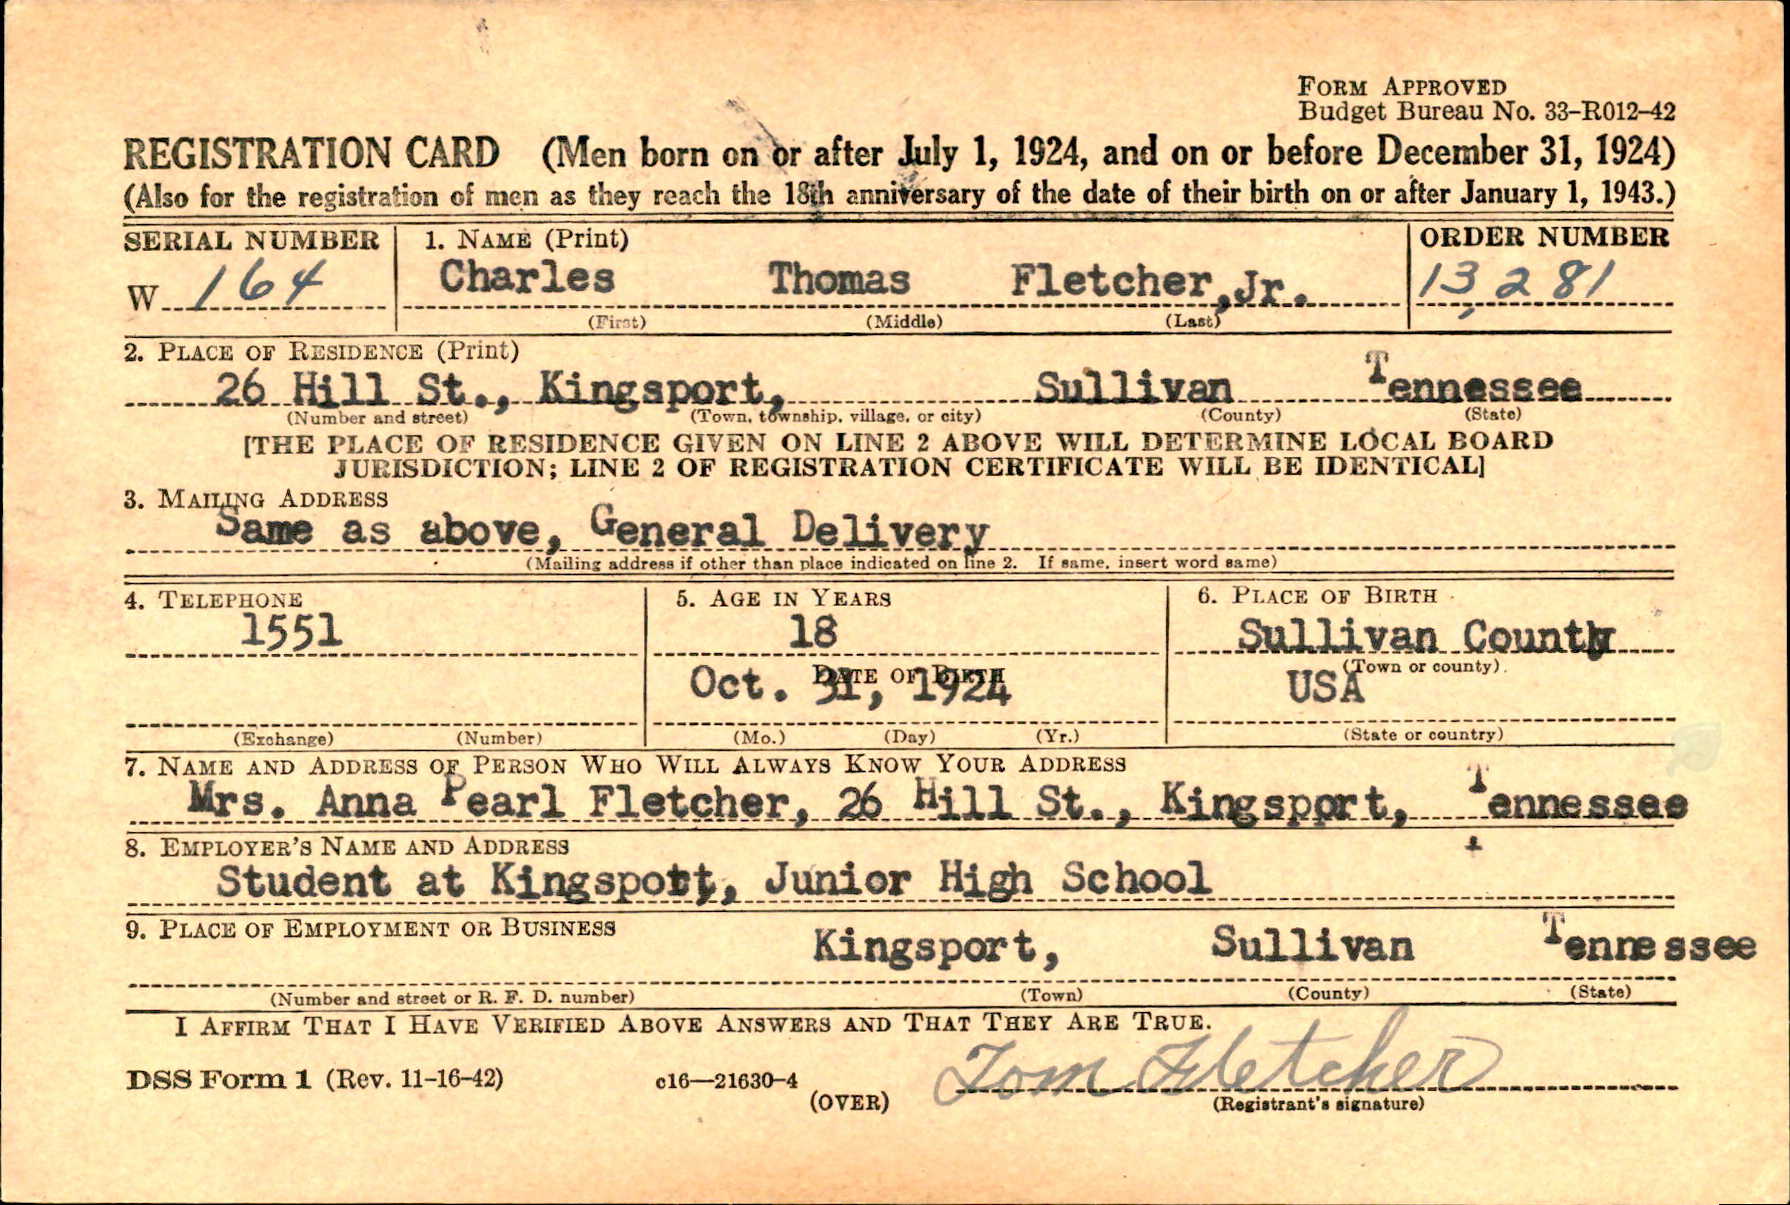 FORM APPROVED
Budget Bureau No. 33–R012–42
REGISTRATION CARD (Men born on or after July 1, 1924, and on or before December 31, 1924)
(Also for the registration of men as they reach the 18th anniversary of the date of their birth on or after January 1, 1943.)
SERIAL NUMBER 1. NAME (Print) ORDER NUMBER
W 164 Charles Thomas Fletcher, Jr. 13,281
(First) (Middle) (Last)
2. PLACE OF RESIDENCE (Print)
26 Hill St., Kingsport, Sullivan Tennessee
(Number and street) (Town, township, village, or city) (County) (State)
[THE PLACE OF RESIDENCE GIVEN ON LINE 2 ABOVE WILL DETERMINE LOCAL BOARD
JURISDICTION; LINE 2 OF REGISTRATION CERTIFICATE WILL BE IDENTICAL]
3. MAILING ADDRESS
Same as above, General Delivery
(Mailing address if other than place indicated on line 2. If same, insert word same)
4. TELEPHONE 5. AGE IN YEARS 6. PLACE OF BIRTH
1551 18 Sullivan County
(Town or county)
DATE OF BIRTH
Oct. 31, 1924 USA
(Exchange) (Number) (Mo.) (Day) (Yr.) (State or country)
7. NAME AND ADDRESS OF PERSON WHO WILL ALWAYS KNOW YOUR ADDRESS
Mrs. Anna Pearl Fletcher, 26 Hill St., Kingsport, Tennessee
8. EMPLOYER'S NAME AND ADDRESS
Student at Kingsport, Junior High School
9. PLACE OF EMPLOYMENT OR BUSINESS
Kingsport, Sullivan Tennessee
(Number and street or R. F. D. number) (Town) (County) (State)
I AFFIRM THAT I HAVE VERIFIED ABOVE ANSWERS AND THAT THEY ARE TRUE.
Tom Fletcher
DSS Form 1 (Rev. 11–16–42) c16—21630–4
(OVER) (Registrant's signature)